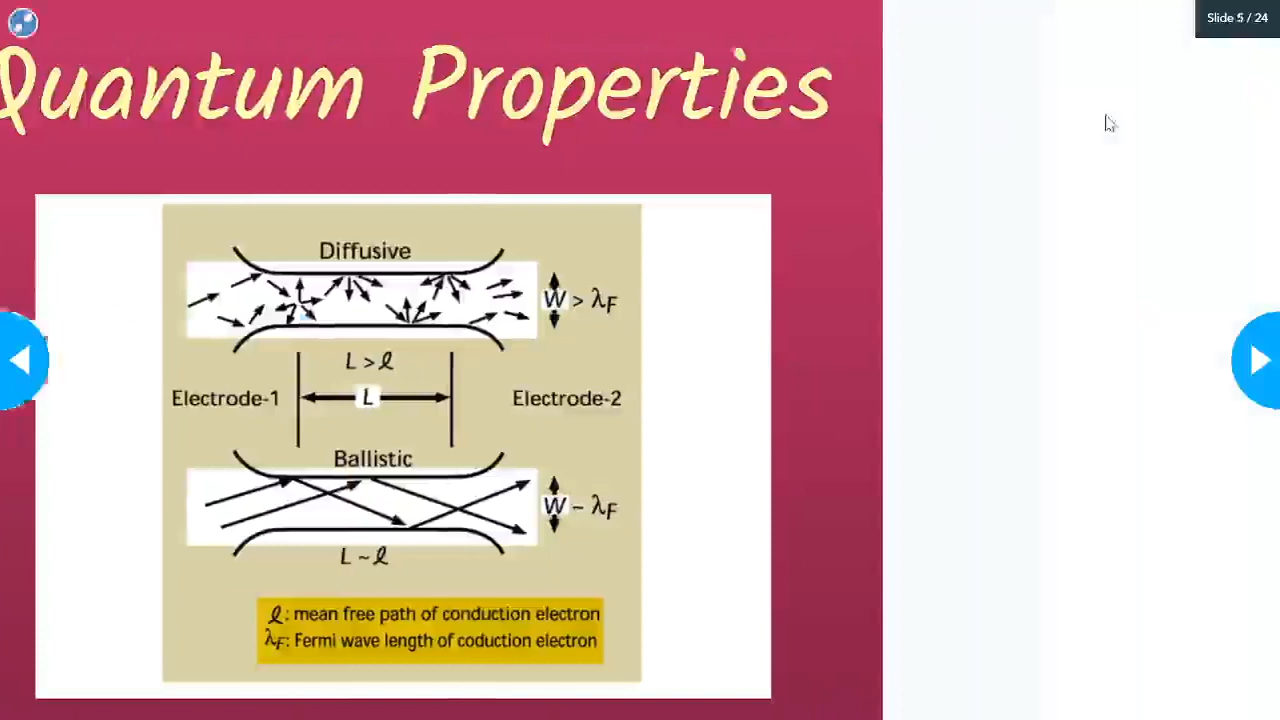 Slide 5 / 24
Quantum Properties
Diffusive
W > λF
L > ℓ
Electrode-1
L
Electrode-2
Ballistic
W ~ λF
L ~ ℓ
ℓ: mean free path of conduction electron
λF: Fermi wave length of coduction electron